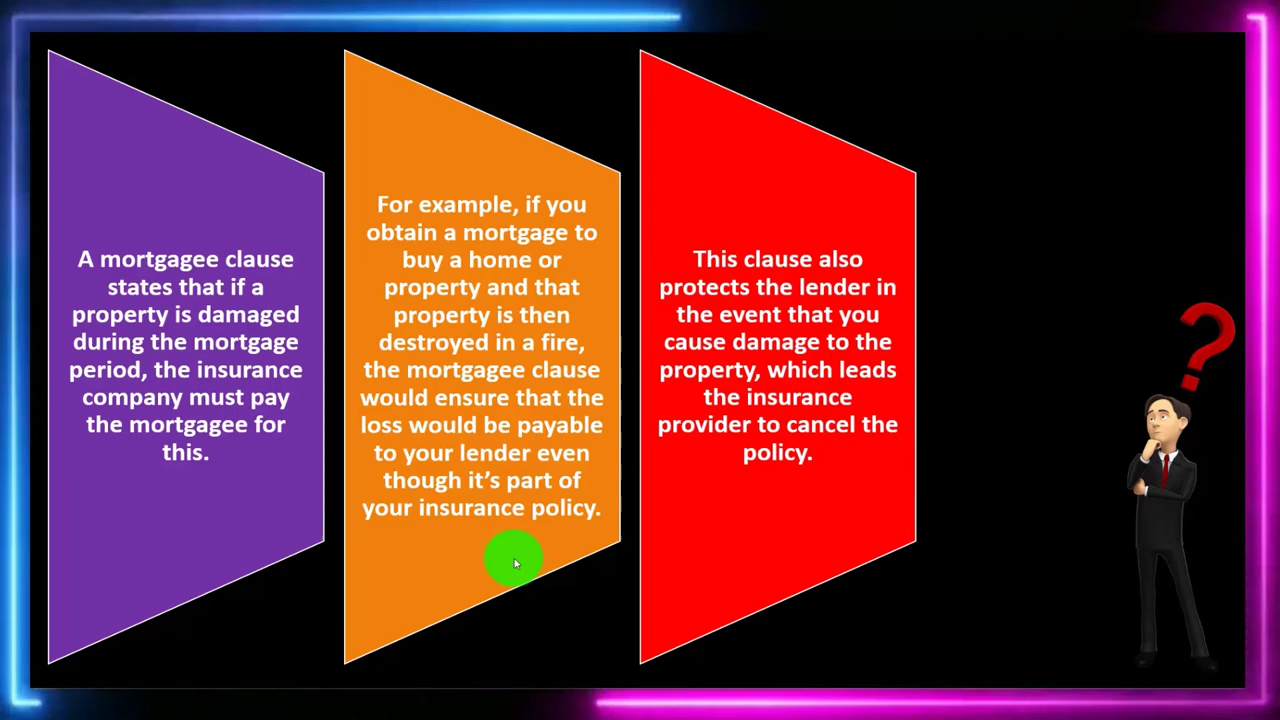 A mortgagee clause
states that if a
property is damaged
during the mortgage
period, the insurance
company must pay
the mortgagee for
this.
For example, if you
obtain a mortgage to
buy a home or
property and that
property is then
destroyed in a fire,
the mortgagee clause
would ensure that the
loss would be payable
to your lender even
though it’s part of
your insurance policy.
This clause also
protects the lender in
the event that you
cause damage to the
property, which leads
the insurance
provider to cancel the
policy.
?